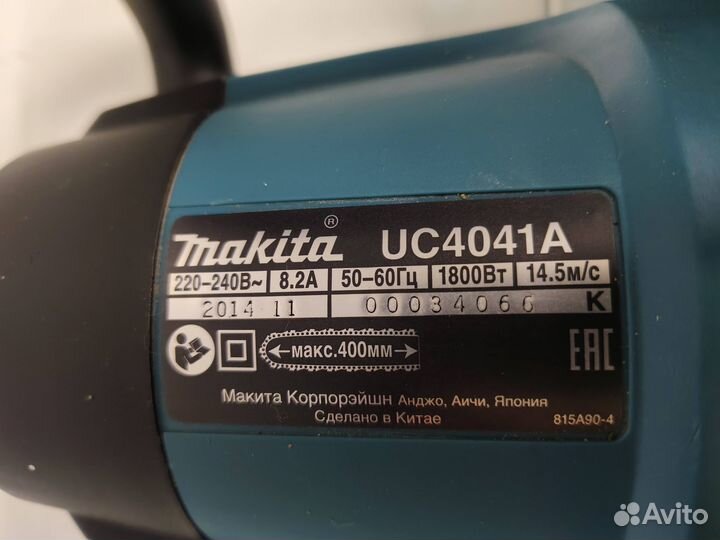 makita® UC4041A
220-240В~ 8.2А 50-60Гц 1800Вт 14.5м/с
2014 11 00034066 K
макс.400мм
EAC
Макита Корпорэйшн Анджо, Аичи, Япония
Сделано в Китае 815A90-4
Avito